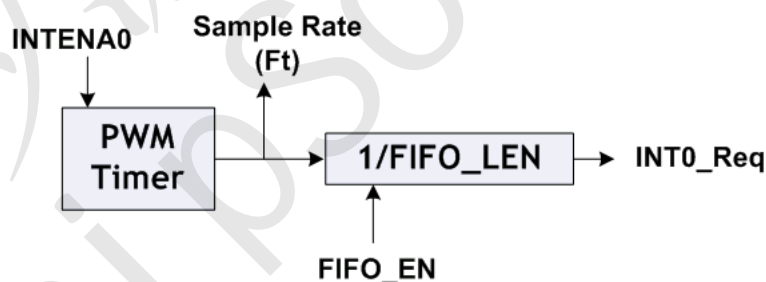 INTENA0
Sample Rate
(Ft)
PWM
Timer
1/FIFO_LEN
INT0_Req
FIFO_EN